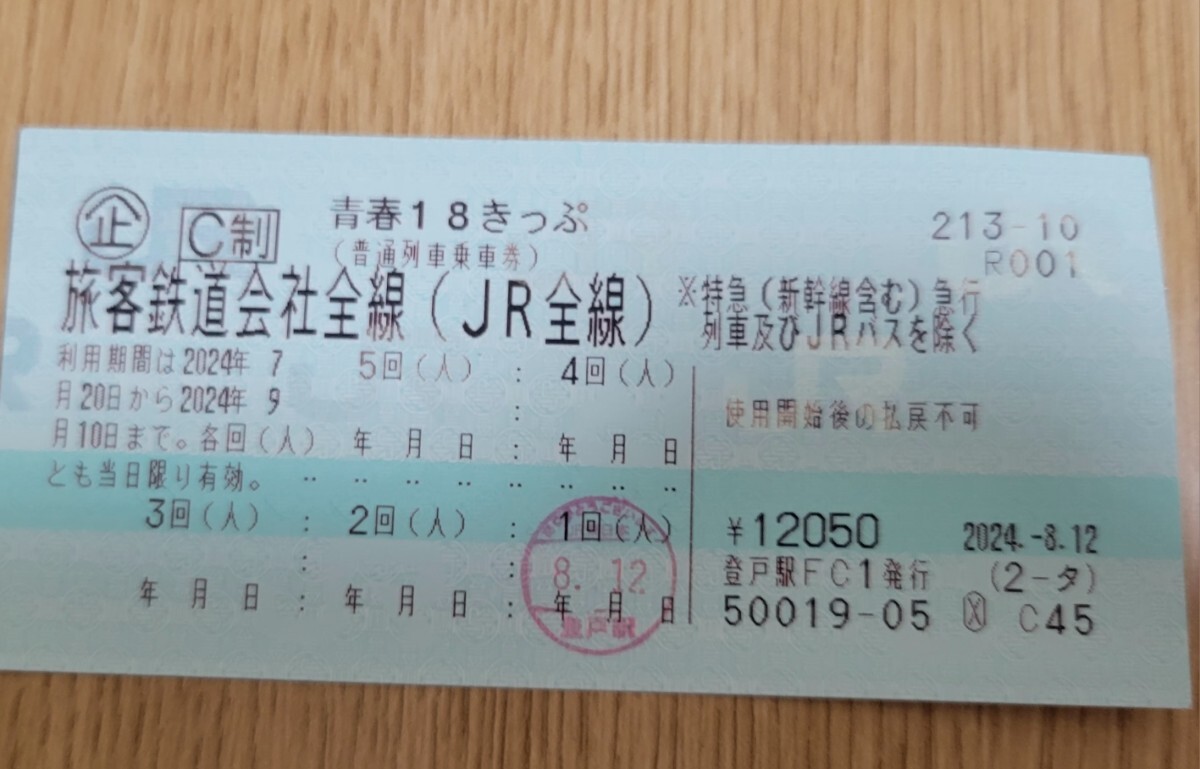 企 C制 青春18きっぷ 213-10
(普通列車乗車券) R001
旅客鉄道会社全線(JR全線) ※特急(新幹線含む)急行
列車及びJRバスを除く
利用期間は2024年 7
月20日から2024年 9
月10日まで。各回(人)
とも当日限り有効。
5回(人) : 4回(人)
:
年 月 日 : 年 月 日
‥ ‥ ‥ ‥ ‥ ‥ ‥ ‥
3回(人) : 2回(人) : 1回(人)
: :
年 月 日 : 年 月 日 : 年 月 日
8.12
登戸駅
使用開始後の払戻不可
¥12050 2024.-8.12
登戸駅FC1発行 (2-タ)
50019-05 X C45